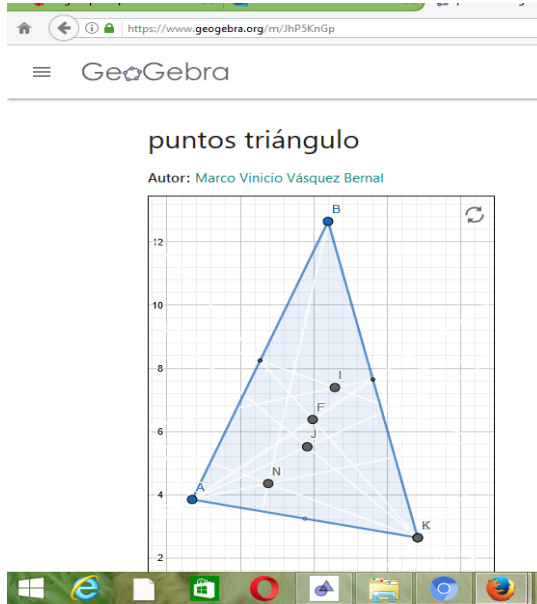 https://www.geogebra.org/m/JhP5KnGp
GeoGebra
puntos triángulo
Autor: Marco Vinicio Vásquez Bernal
B
12
10
8
I
F
6
J
N
A
4
K
2